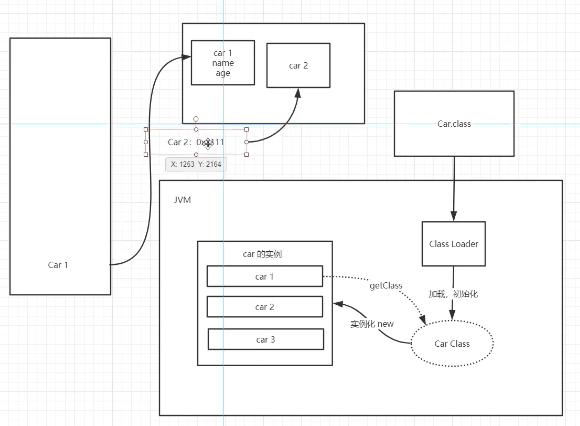 car 1
name
age
car 2
Car.class
Car 2：
X: 1263 Y: 2164
JVM
Class Loader
car 的实例
car 1
getClass
加载，初始化
Car 1
car 2
实例化 new
car 3
Car Class